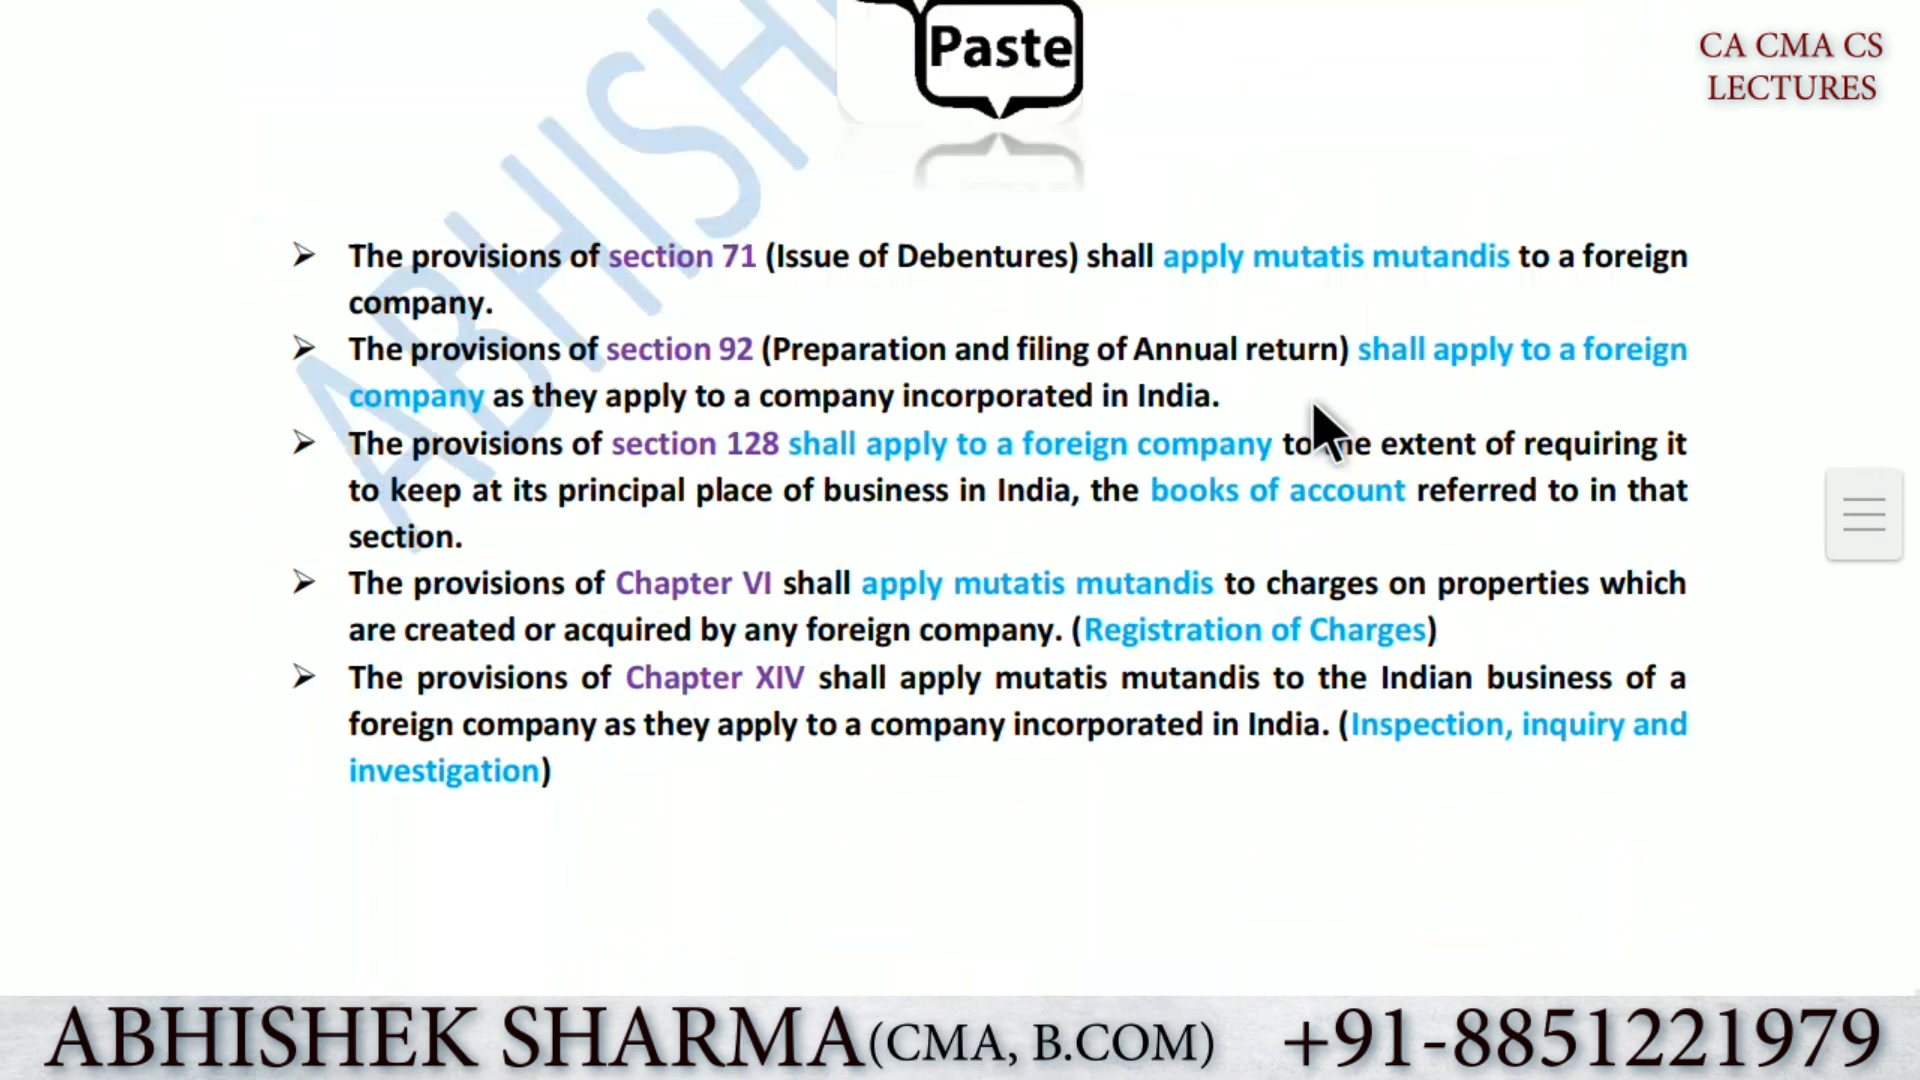 Paste
CA CMA CS
LECTURES
ABHISH
➢ The provisions of section 71 (Issue of Debentures) shall apply mutatis mutandis to a foreign
company.
➢ The provisions of section 92 (Preparation and filing of Annual return) shall apply to a foreign
company as they apply to a company incorporated in India.
➢ The provisions of section 128 shall apply to a foreign company to extent of requiring it
to keep at its principal place of business in India, the books of account referred to in that
section.
➢ The provisions of Chapter VI shall apply mutatis mutandis to charges on properties which
are created or acquired by any foreign company. (Registration of Charges)
➢ The provisions of Chapter XIV shall apply mutatis mutandis to the Indian business of a
foreign company as they apply to a company incorporated in India. (Inspection, inquiry and
investigation)
ABHISHEK SHARMA(CMA, B.COM) +91-8851221979